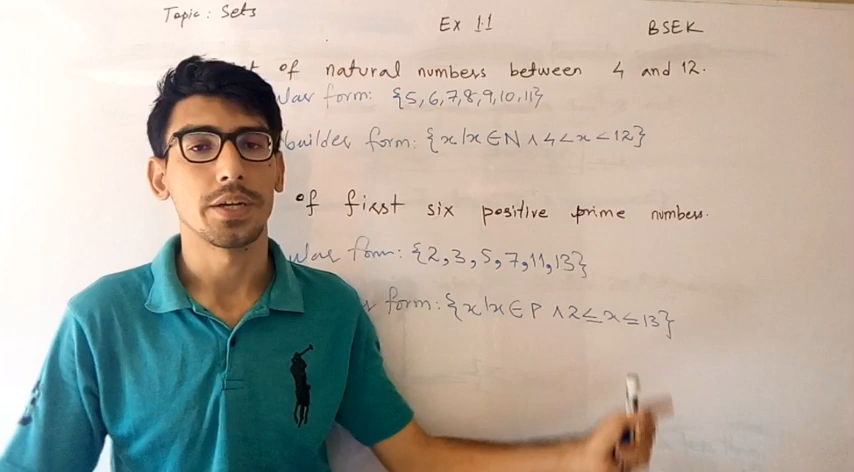 Topic: Sets
Ex 1.1
BSEK
of natural numbers between 4 and 12.
form: {5,6,7,8,9,10,11}
builder form: {x/x ∈ N ∧ 4 < x < 12}
of first six positive prime numbers.
form: {2,3,5,7,11,13}
form: {x/x ∈ P ∧ 2 ≤ x ≤ 13}